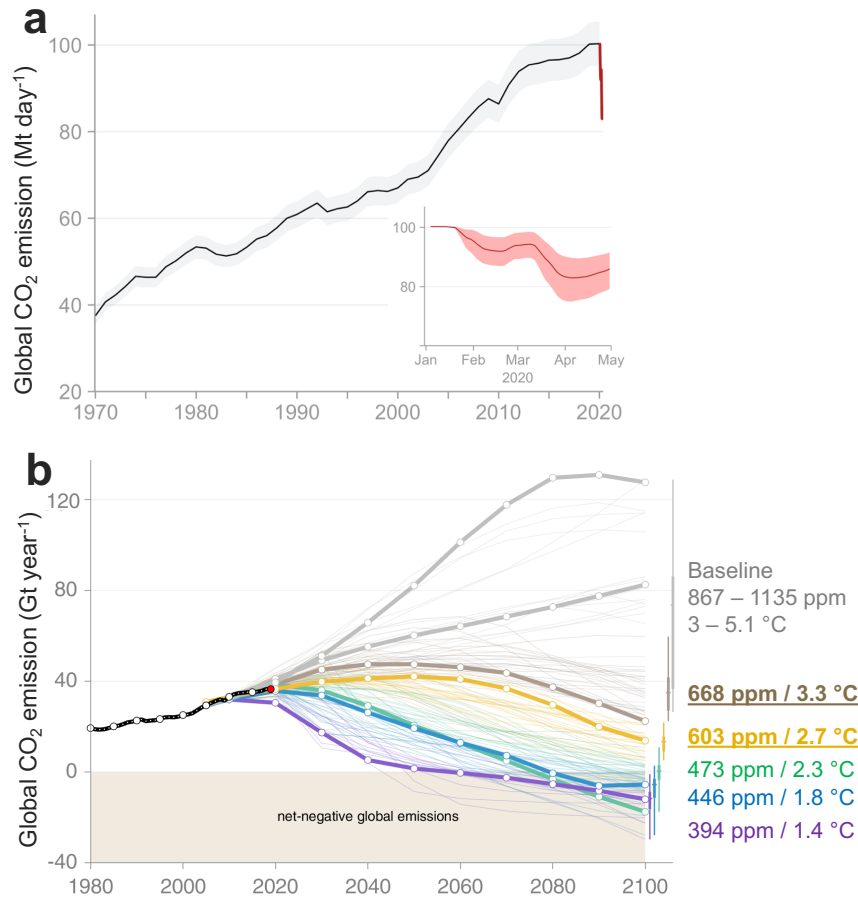 a
Global CO₂ emission (Mt day⁻¹)
100
80
60
40
20
1970
1980
1990
2000
2010
2020
100
80
Jan
Feb
Mar
Apr
May
2020
b
Global CO₂ emission (Gt year⁻¹)
120
80
40
0
-40
net-negative global emissions
1980
2000
2020
2040
2060
2080
2100
Baseline
867 – 1135 ppm
3 – 5.1 °C
668 ppm / 3.3 °C
603 ppm / 2.7 °C
473 ppm / 2.3 °C
446 ppm / 1.8 °C
394 ppm / 1.4 °C